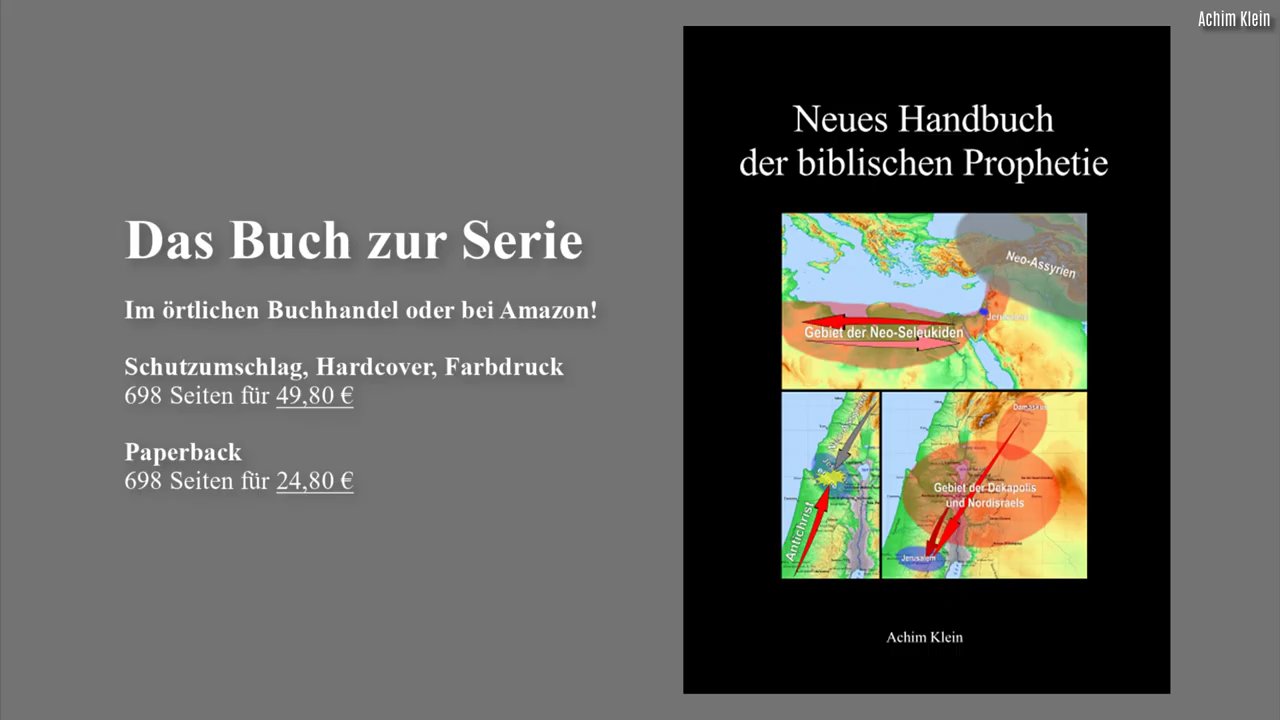 Achim Klein
Das Buch zur Serie
Im örtlichen Buchhandel oder bei Amazon!
Schutzumschlag, Hardcover, Farbdruck
698 Seiten für 49,80 €
Paperback
698 Seiten für 24,80 €
Neues Handbuch
der biblischen Prophetie
Neo-Assyrien
Jerusalem
Gebiet der Neo-Seleukiden
Antichrist
Damaskus
Gebiet der Dekapolis
und Nordisraels
Jerusalem
Achim Klein